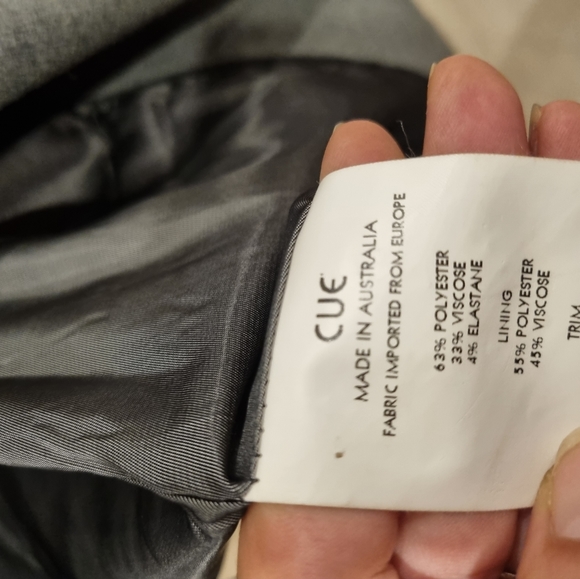 CUE
MADE IN AUSTRALIA
FABRIC IMPORTED FROM EUROPE
63% POLYESTER
33% VISCOSE
4% ELASTANE
LINING
55% POLYESTER
45% VISCOSE
TRIM